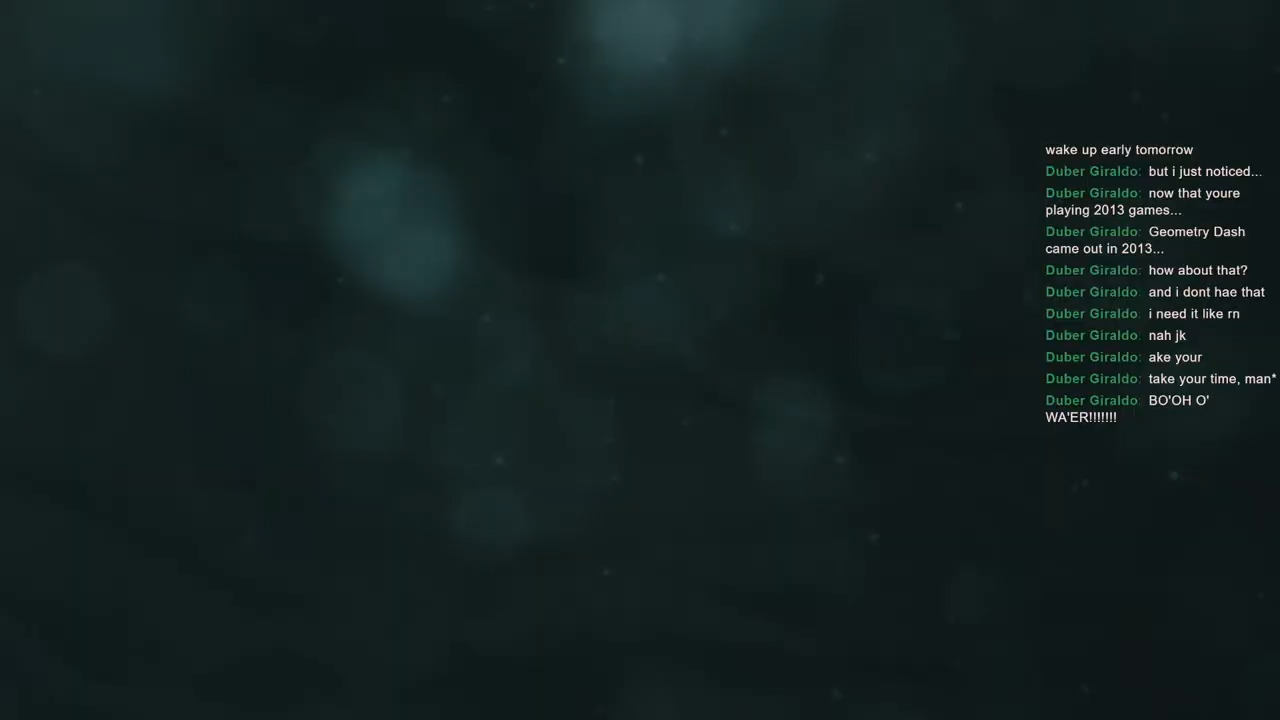 wake up early tomorrow
Duber Giraldo: but i just noticed...
Duber Giraldo: now that youre
playing 2013 games...
Duber Giraldo: Geometry Dash
came out in 2013...
Duber Giraldo: how about that?
Duber Giraldo: and i dont hae that
Duber Giraldo: i need it like rn
Duber Giraldo: nah jk
Duber Giraldo: ake your
Duber Giraldo: take your time, man*
Duber Giraldo: BO'OH O'
WA'ER!!!!!!!